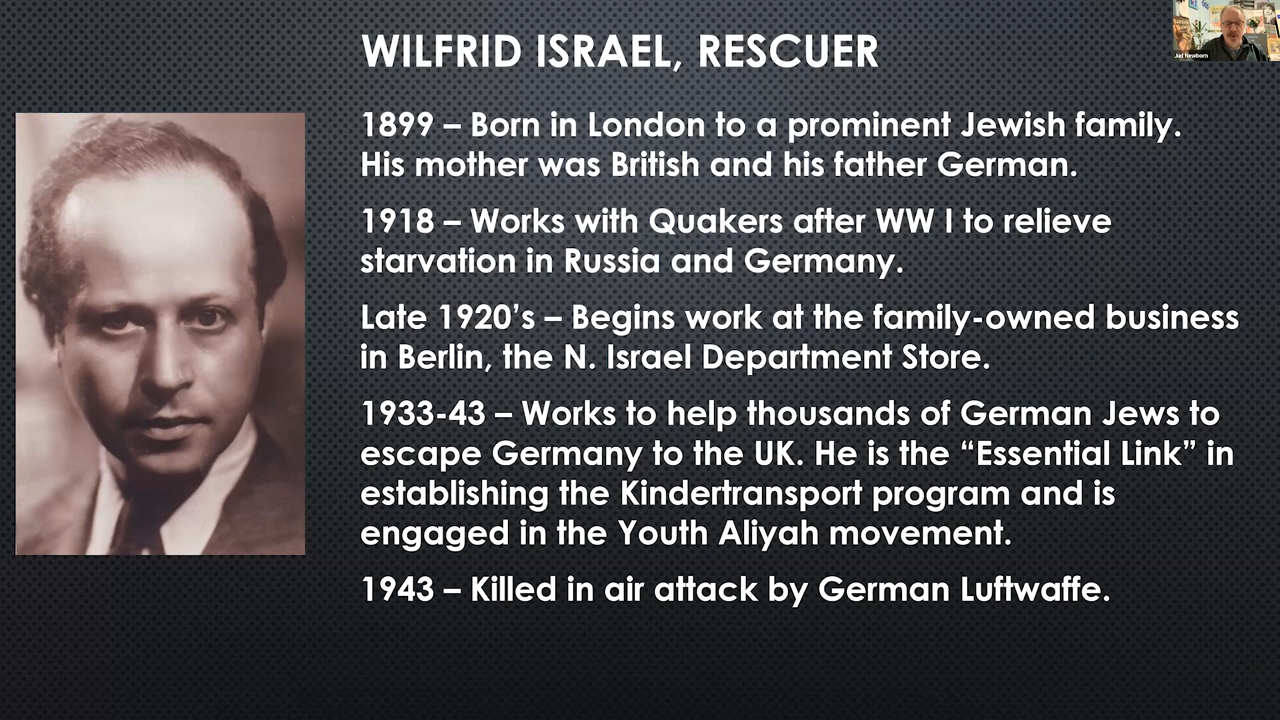 WILFRID ISRAEL, RESCUER
Jud Newborn
1899 – Born in London to a prominent Jewish family.
His mother was British and his father German.
1918 – Works with Quakers after WW I to relieve
starvation in Russia and Germany.
Late 1920’s – Begins work at the family-owned business
in Berlin, the N. Israel Department Store.
1933-43 – Works to help thousands of German Jews to
escape Germany to the UK. He is the “Essential Link” in
establishing the Kindertransport program and is
engaged in the Youth Aliyah movement.
1943 – Killed in air attack by German Luftwaffe.